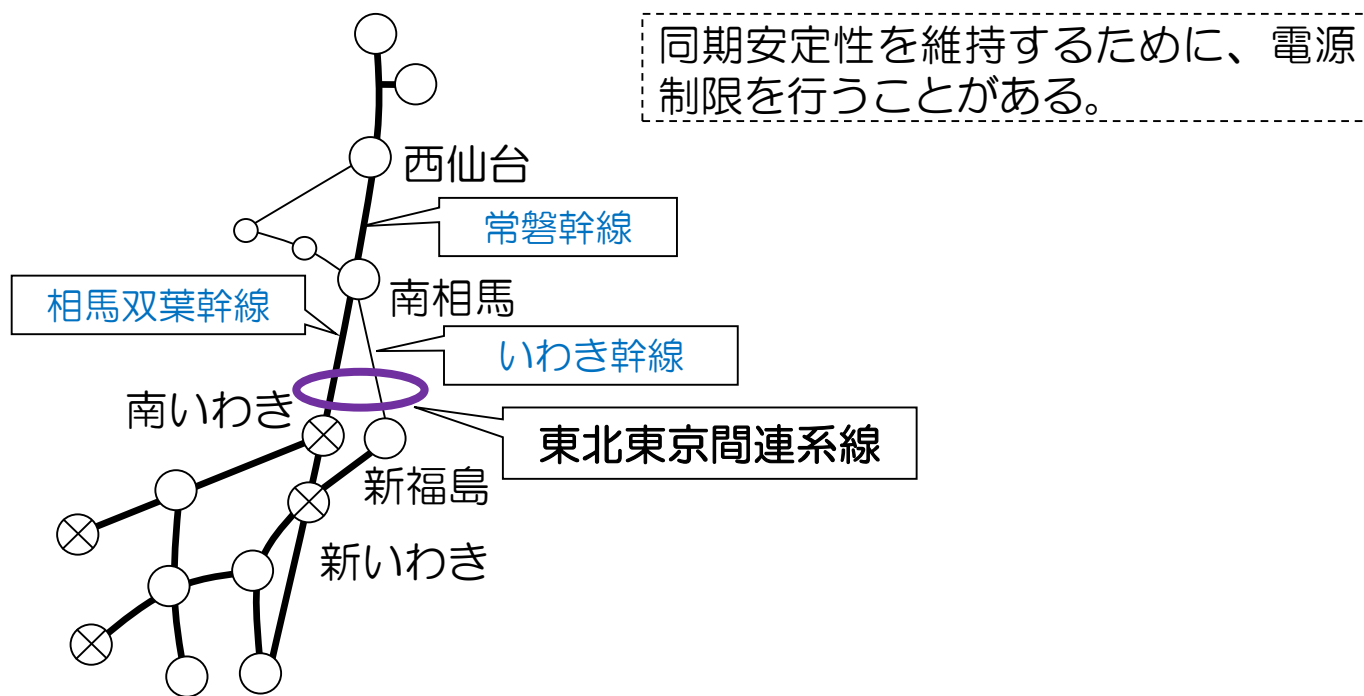 同期安定性を維持するために、電源
制限を行うことがある。
西仙台
常磐幹線
南相馬
相馬双葉幹線
いわき幹線
南いわき
東北東京間連系線
新福島
新いわき